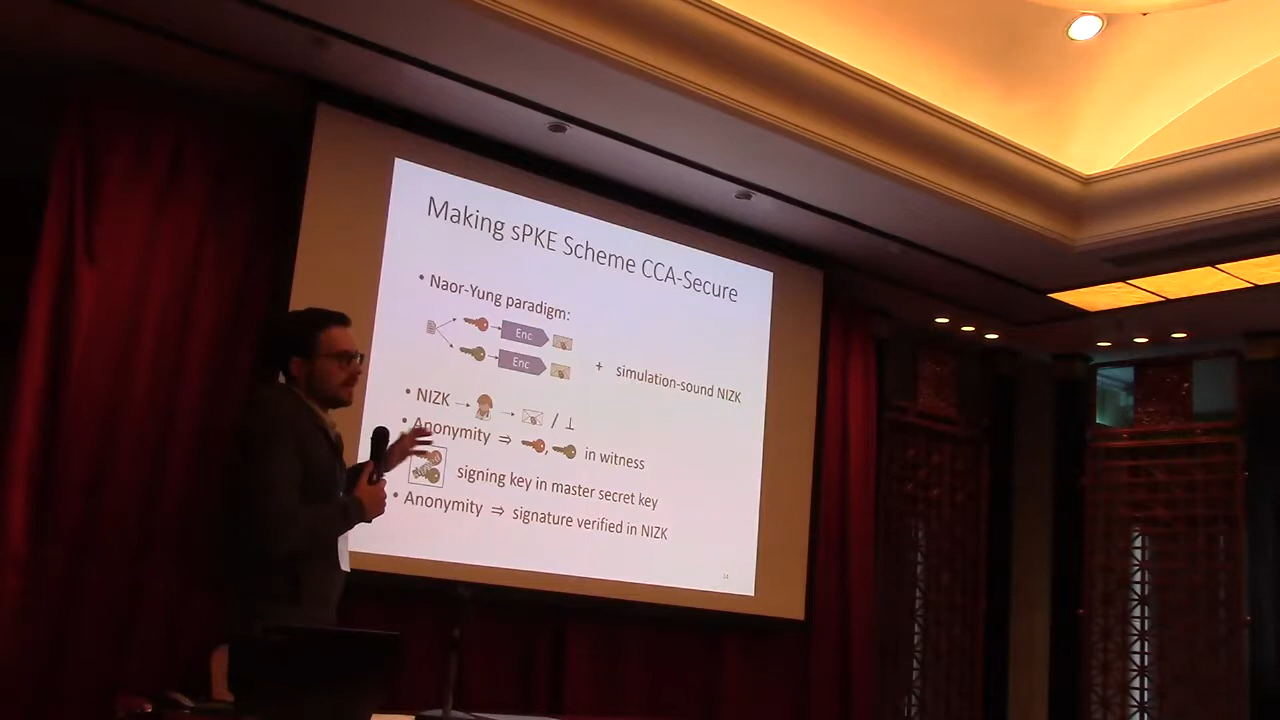 Making sPKE Scheme CCA-Secure
• Naor-Yung paradigm:
Enc
Enc
+ simulation-sound NIZK
• NIZK → → / ⊥
• Anonymity ⇒ , in witness
signing key in master secret key
• Anonymity ⇒ signature verified in NIZK